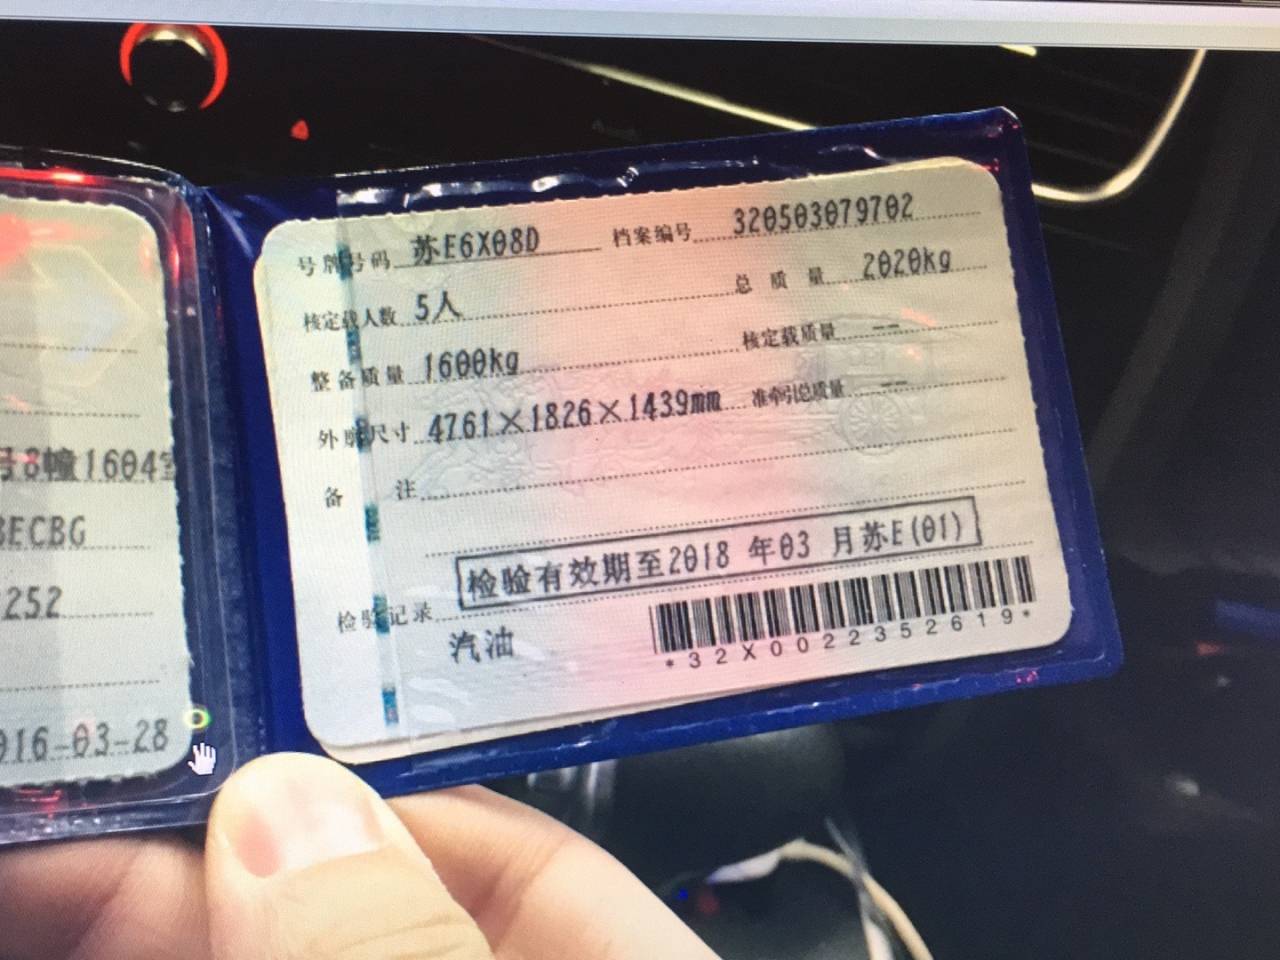 号8幢1604室
BECBG
252
016-03-28
号牌号码 苏E6X08D 档案编号 320503079702
核定载人数 5人 总质量 2020kg
整备质量 1600kg 核定载质量 --
外廓尺寸 4761×1826×1439mm 准牵引总质量 --
备注
检验有效期至2018 年03 月苏E(01)
检验记录
汽油
*32X0022352619*